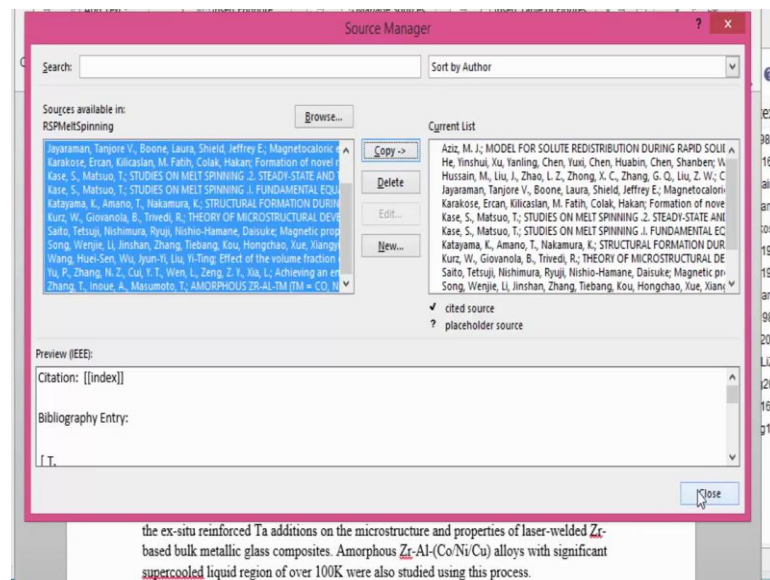 Source Manager
? x
Search:
Sort by Author
Sources available in:
RSPMeltSpinning
Browse...
Current List
Jayaraman, Tanjore V., Boone, Laura, Shield, Jeffrey E.; Magnetocaloric e
Karakose, Ercan, Kilicaslan, M. Fatih, Colak, Hakan; Formation of novel r
Kase, S., Matsuo, T.; STUDIES ON MELT SPINNING .2. STEADY-STATE AND T
Kase, S., Matsuo, T.; STUDIES ON MELT SPINNING .I. FUNDAMENTAL EQU
Katayama, K., Amano, T., Nakamura, K.; STRUCTURAL FORMATION DURIN
Kurz, W., Giovanola, B., Trivedi, R.; THEORY OF MICROSTRUCTURAL DEVE
Saito, Tetsuji, Nishimura, Ryuji, Nishio-Hamane, Daisuke; Magnetic prop
Song, Wenjie, Li, Jinshan, Zhang, Tiebang, Kou, Hongchao, Xue, Xiangyi
Wang, Huei-Sen, Wu, Jyun-Yi, Liu, Yi-Ting; Effect of the volume fraction
Yu, P., Zhang, N. Z., Cui, Y. T., Wen, L., Zeng, Z. Y., Xia, L.; Achieving an en
Zhang, T., Inoue, A., Masumoto, T.; AMORPHOUS ZR-AL-TM (TM = CO, N
Copy ->
Delete
Edit...
New...
Aziz, M. J.; MODEL FOR SOLUTE REDISTRIBUTION DURING RAPID SOLI
He, Yinshui, Xu, Yanling, Chen, Yuxi, Chen, Huabin, Chen, Shanben; W
Hussain, M., Liu, J., Zhao, L. Z., Zhong, X. C., Zhang, G. Q., Liu, Z. W.; C
Jayaraman, Tanjore V., Boone, Laura, Shield, Jeffrey E.; Magnetocalori
Karakose, Ercan, Kilicaslan, M. Fatih, Colak, Hakan; Formation of nove
Kase, S., Matsuo, T.; STUDIES ON MELT SPINNING .2. STEADY-STATE ANI
Kase, S., Matsuo, T.; STUDIES ON MELT SPINNING .I. FUNDAMENTAL EQ
Katayama, K., Amano, T., Nakamura, K.; STRUCTURAL FORMATION DUR
Kurz, W., Giovanola, B., Trivedi, R.; THEORY OF MICROSTRUCTURAL DE
Saito, Tetsuji, Nishimura, Ryuji, Nishio-Hamane, Daisuke; Magnetic pr
Song, Wenjie, Li, Jinshan, Zhang, Tiebang, Kou, Hongchao, Xue, Xiang
✓ cited source
? placeholder source
Preview (IEEE):
Citation: [[index]]
Bibliography Entry:
[ T.
Close
the ex-situ reinforced Ta additions on the microstructure and properties of laser-welded Zr-
based bulk metallic glass composites. Amorphous Zr-Al-(Co/Ni/Cu) alloys with significant
supercooled liquid region of over 100K were also studied using this process.